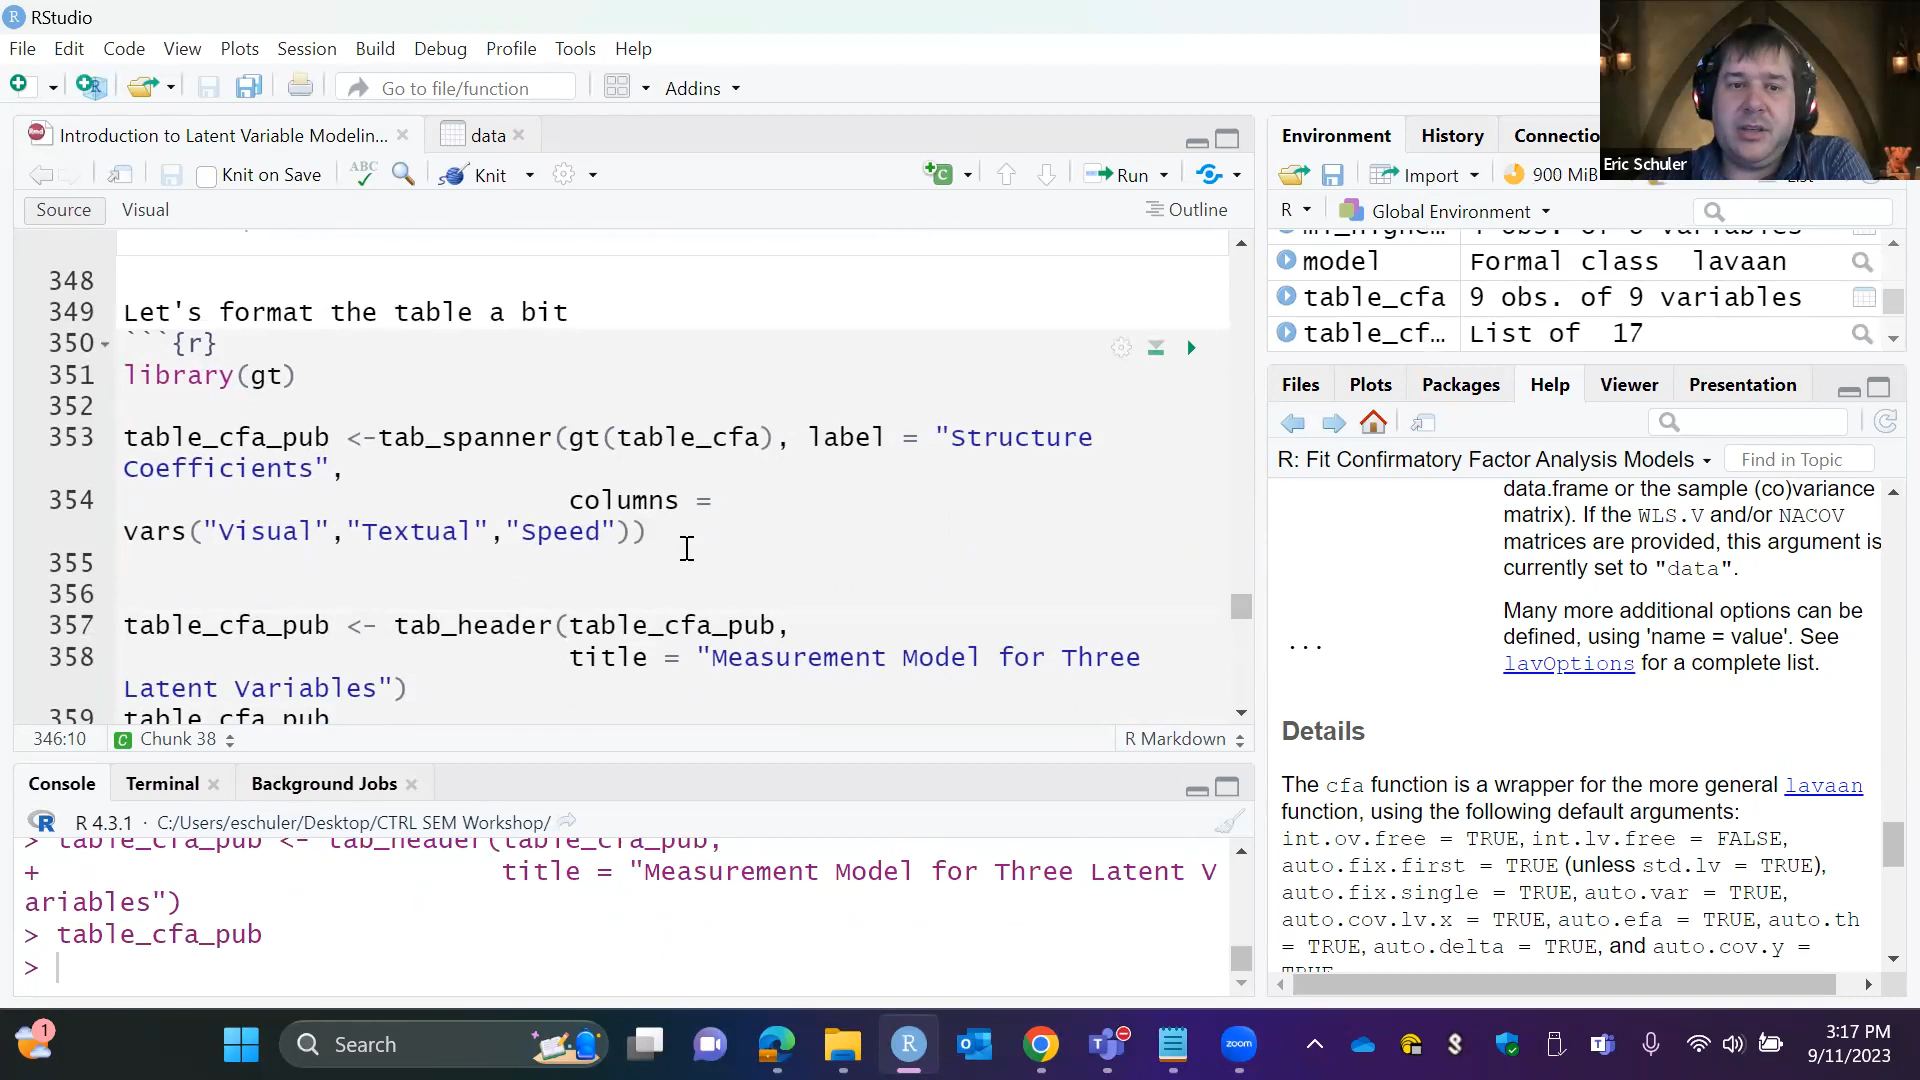 RStudio
File Edit Code View Plots Session Build Debug Profile Tools Help
Go to file/function Addins
Introduction to Latent Variable Modelin... data
Knit on Save ABC Knit Run
Source Visual Outline
348
349 Let's format the table a bit
350 ```{r}
351 library(gt)
352
353 table_cfa_pub <-tab_spanner(gt(table_cfa), label = "Structure
Coefficients",
354 columns =
vars("Visual","Textual","Speed"))
355
356
357 table_cfa_pub <- tab_header(table_cfa_pub,
358 title = "Measurement Model for Three
Latent Variables")
359 table_cfa_pub
346:10 Chunk 38 R Markdown
Console Terminal Background Jobs
R 4.3.1 · C:/Users/eschuler/Desktop/CTRL SEM Workshop/
> table_cfa_pub <- tab_header(table_cfa_pub,
+ title = "Measurement Model for Three Latent V
ariables")
> table_cfa_pub
>
Eric Schuler
Environment History Connectio
Import 900 MiB
R Global Environment
model Formal class lavaan
table_cfa 9 obs. of 9 variables
table_cf... List of 17
Files Plots Packages Help Viewer Presentation
R: Fit Confirmatory Factor Analysis Models Find in Topic
data.frame or the sample (co)variance
matrix). If the WLS.V and/or NACOV
matrices are provided, this argument is
currently set to "data".
... Many more additional options can be
defined, using 'name = value'. See
lavOptions for a complete list.
Details
The cfa function is a wrapper for the more general lavaan
function, using the following default arguments:
int.ov.free = TRUE, int.lv.free = FALSE,
auto.fix.first = TRUE (unless std.lv = TRUE),
auto.fix.single = TRUE, auto.var = TRUE,
auto.cov.lv.x = TRUE, auto.efa = TRUE, auto.th
= TRUE, auto.delta = TRUE, and auto.cov.y =
TRUE
1 Search zoom
3:17 PM
9/11/2023